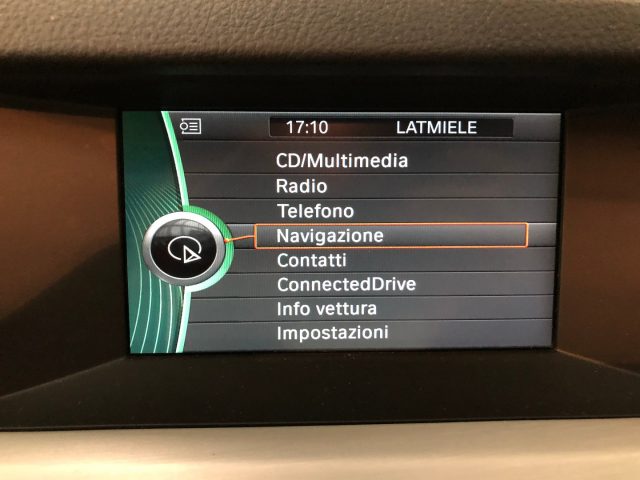 17:10 LATMIELE
CD/Multimedia
Radio
Telefono
Navigazione
Contatti
ConnectedDrive
Info vettura
Impostazioni